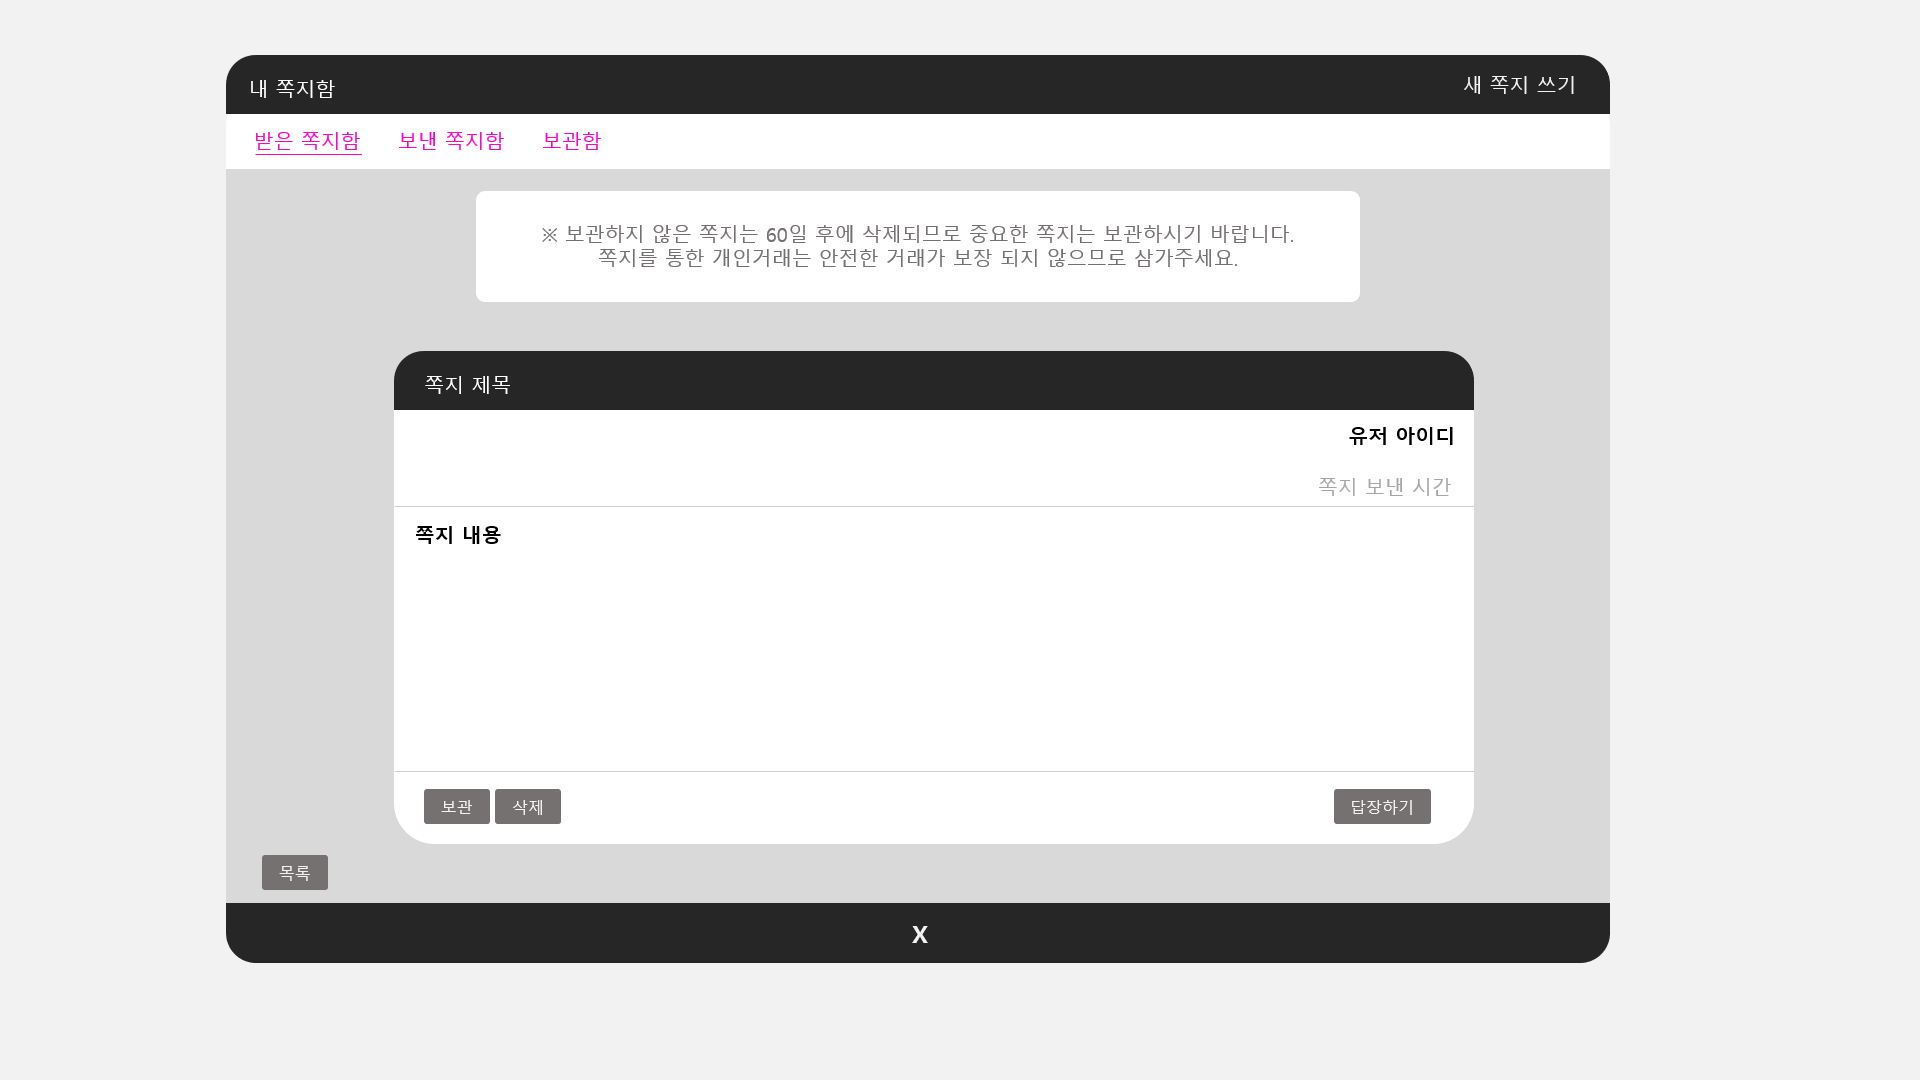 내 쪽지함
새 쪽지 쓰기
받은 쪽지함
보낸 쪽지함
보관함
※ 보관하지 않은 쪽지는 60일 후에 삭제되므로 중요한 쪽지는 보관하시기 바랍니다.
쪽지를 통한 개인거래는 안전한 거래가 보장 되지 않으므로 삼가주세요.
쪽지 제목
유저 아이디
쪽지 보낸 시간
쪽지 내용
보관
삭제
답장하기
목록
X